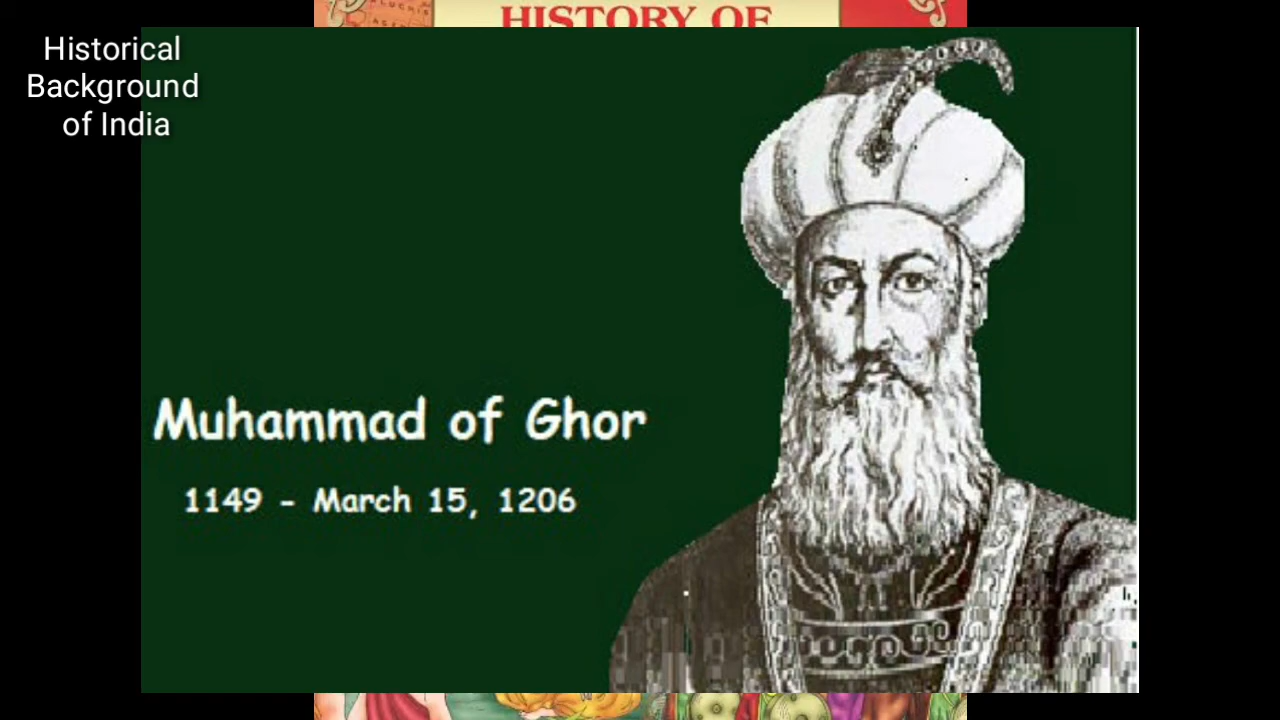 HISTORY OF
Historical
Background
of India
Muhammad of Ghor
1149 - March 15, 1206